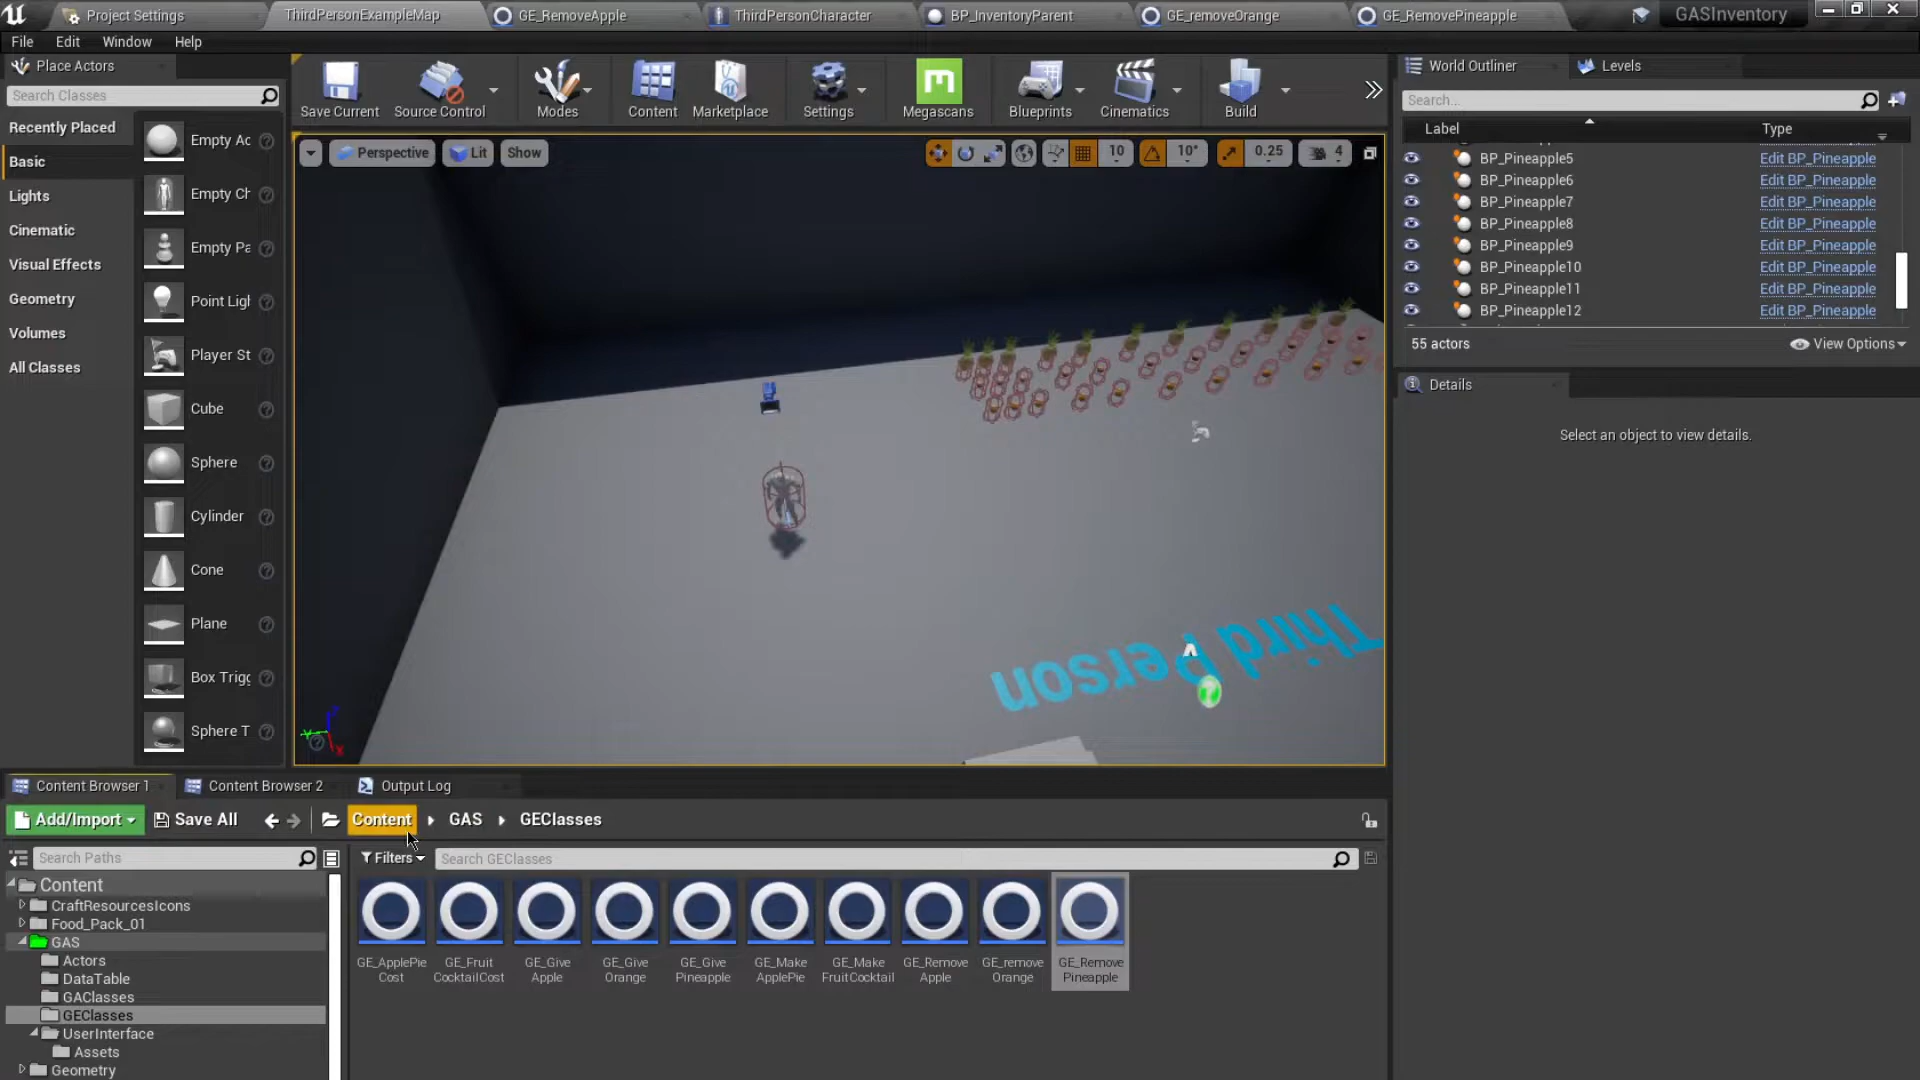 Project Settings
ThirdPersonExampleMap
GE_RemoveApple
ThirdPersonCharacter
BP_InventoryParent
GE_removeOrange
GE_RemovePineapple
GASInventory
File
Edit
Window
Help
Place Actors
Search Classes
Recently Placed
Basic
Lights
Cinematic
Visual Effects
Geometry
Volumes
All Classes
Empty Ac
Empty Ch
Empty Pa
Point Ligh
Player St
Cube
Sphere
Cylinder
Cone
Plane
Box Trigg
Sphere T
Save Current
Source Control
Modes
Content
Marketplace
Settings
Megascans
Blueprints
Cinematics
Build
Perspective
Lit
Show
10
10°
0.25
4
Third Person
World Outliner
Levels
Search...
Label
Type
BP_Pineapple5 Edit BP_Pineapple
BP_Pineapple6 Edit BP_Pineapple
BP_Pineapple7 Edit BP_Pineapple
BP_Pineapple8 Edit BP_Pineapple
BP_Pineapple9 Edit BP_Pineapple
BP_Pineapple10 Edit BP_Pineapple
BP_Pineapple11 Edit BP_Pineapple
BP_Pineapple12 Edit BP_Pineapple
55 actors
View Options
Details
Select an object to view details.
Content Browser 1
Content Browser 2
Output Log
Add/Import
Save All
Content
GAS
GEClasses
Search Paths
Filters
Search GEClasses
Content
CraftResourcesIcons
Food_Pack_01
GAS
Actors
DataTable
GAClasses
GEClasses
UserInterface
Assets
Geometry
GE_ApplePie
Cost
GE_Fruit
CocktailCost
GE_Give
Apple
GE_Give
Orange
GE_Give
Pineapple
GE_Make
ApplePie
GE_Make
FruitCocktail
GE_Remove
Apple
GE_remove
Orange
GE_Remove
Pineapple